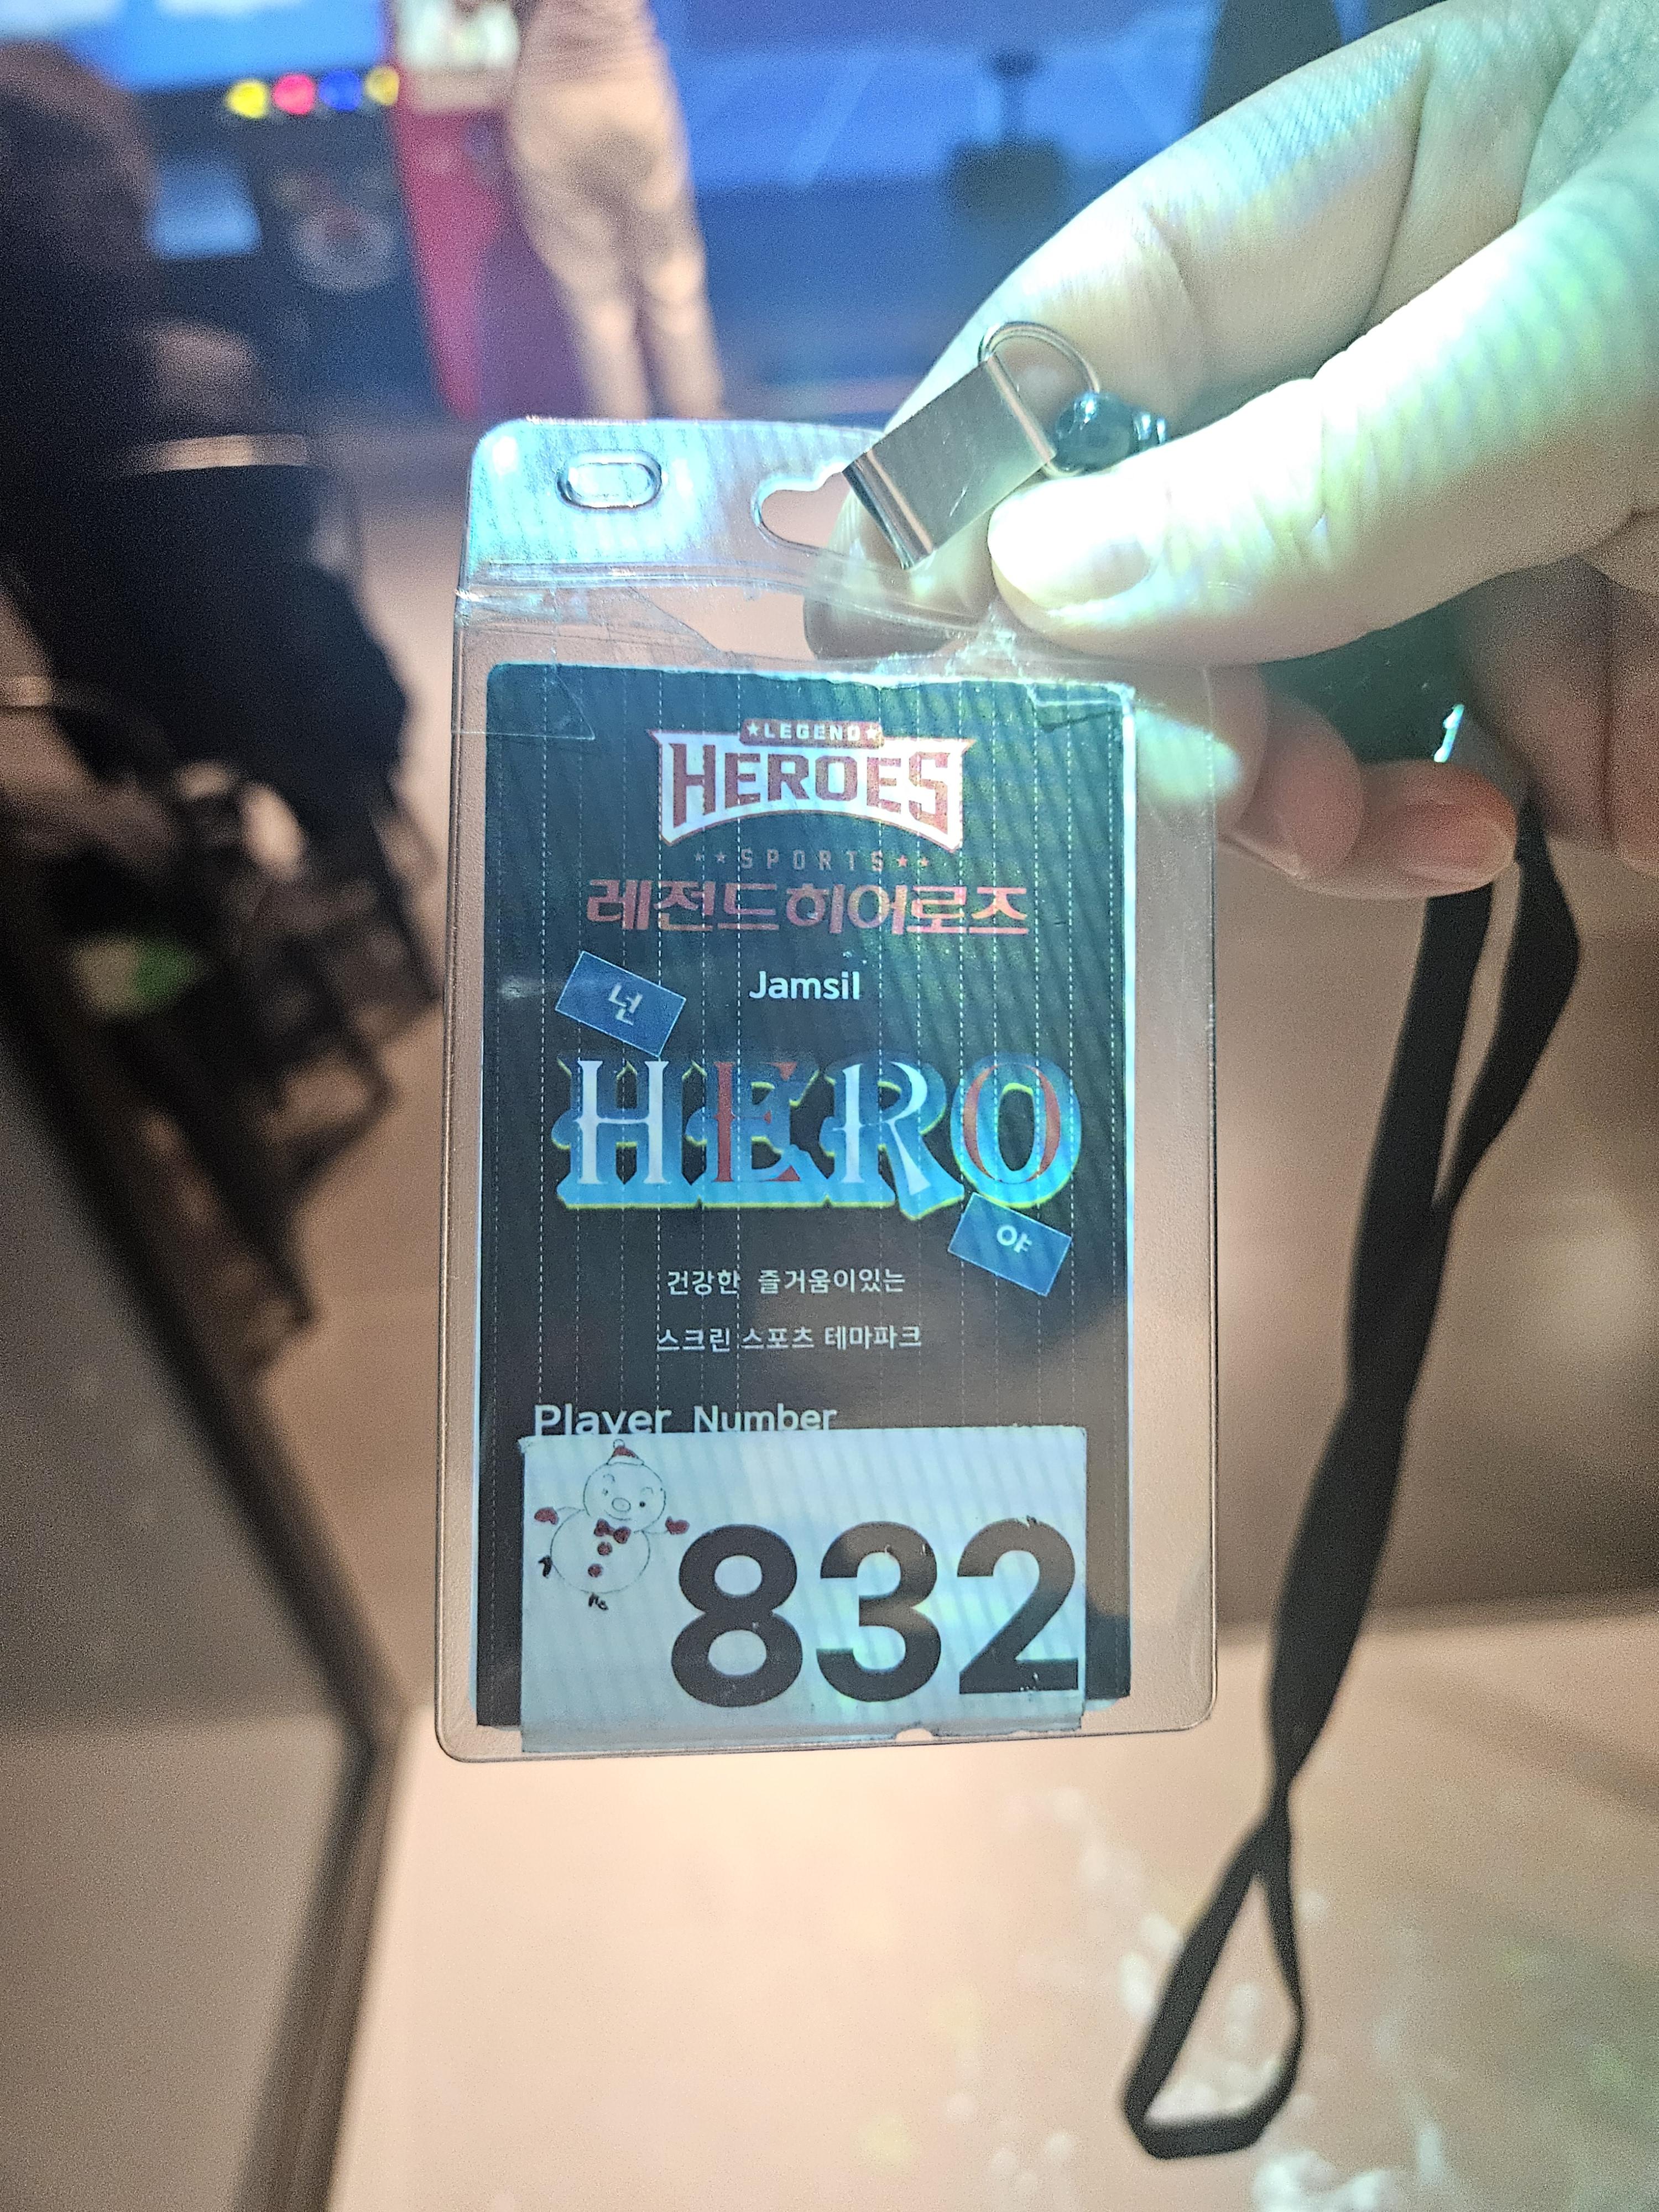 ★LEGEND★
HEROES
★★SPORTS★★
레전드히어로즈
Jamsil
넌
HERO
야
건강한 즐거움이있는
스크린 스포츠 테마파크
Player Number
832